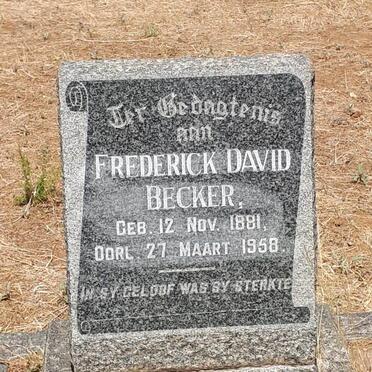 Ter Gedagtenis
aan
FREDERICK DAVID
BECKER,
GEB. 12 NOV. 1881,
OORL. 27 MAART 1958.
IN SY GELOOF WAS SY STERKTE